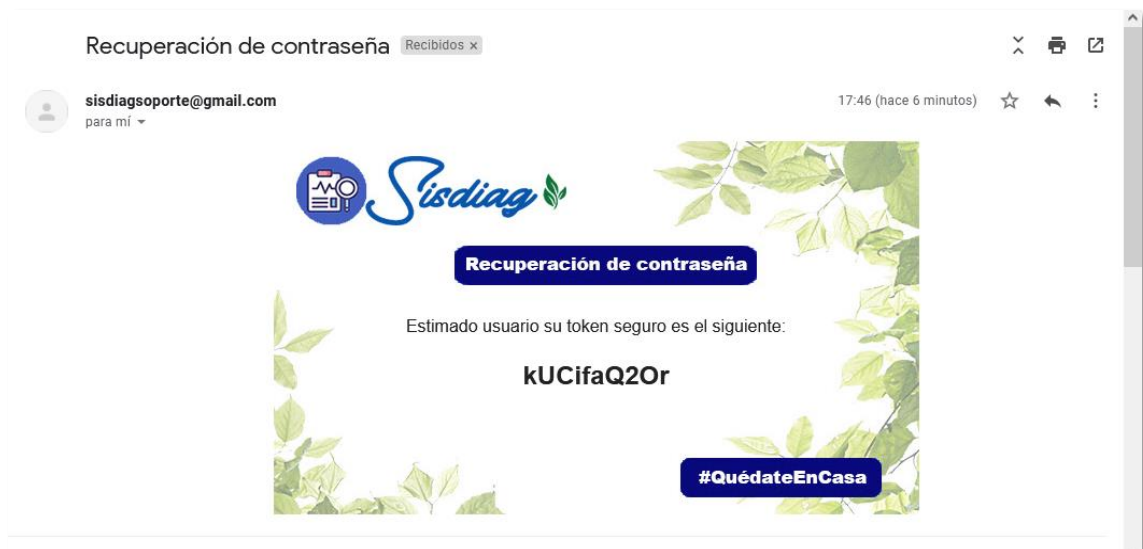 Recuperación de contraseña Recibidos x
sisdiagsoporte@gmail.com 17:46 (hace 6 minutos)
para mí
Sisdiag
Recuperación de contraseña
Estimado usuario su token seguro es el siguiente:
kUCifaQ2Or
#QuédateEnCasa